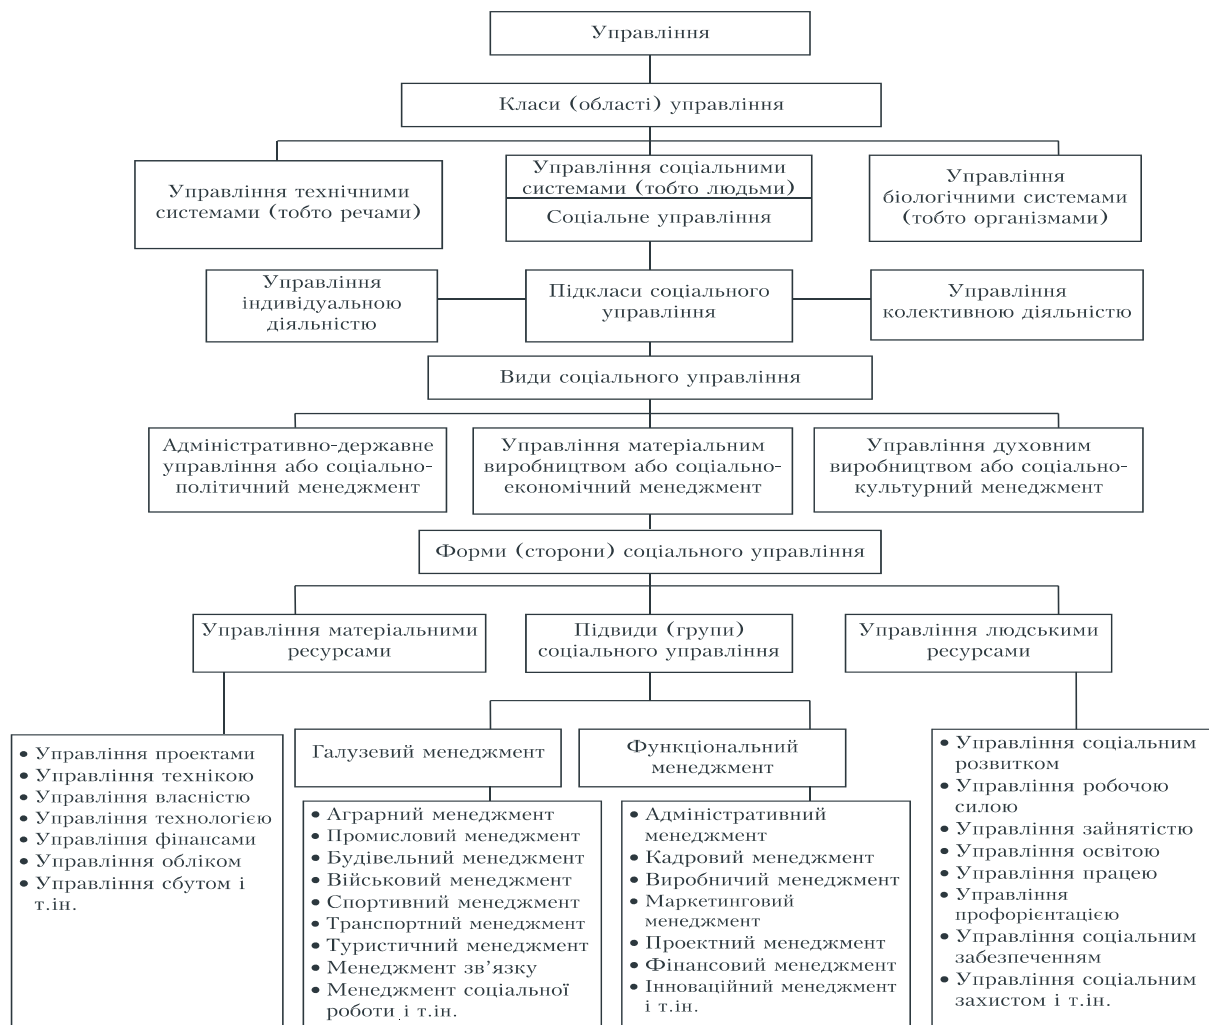 Управління
Класи (області) управління
Управління технічними
системами (тобто речами)
Управління соціальними
системами (тобто людьми)
Соціальне управління
Управління
біологічними системами
(тобто організмами)
Управління
індивідуальною
діяльністю
Підкласи соціального
управління
Управління
колективною діяльністю
Види соціального управління
Адміністративно-державне
управління або соціально-
політичний менеджмент
Управління матеріальним
виробництвом або соціально-
економічний менеджмент
Управління духовним
виробництвом або соціально-
культурний менеджмент
Форми (сторони) соціального управління
Управління матеріальними
ресурсами
Підвиди (групи)
соціального управління
Управління людськими
ресурсами
• Управління проектами
• Управління технікою
• Управління власністю
• Управління технологією
• Управління фінансами
• Управління обліком
• Управління сбутом і
т.ін.
Галузевий менеджмент
• Аграрний менеджмент
• Промисловий менеджмент
• Будівельний менеджмент
• Військовий менеджмент
• Спортивний менеджмент
• Транспортний менеджмент
• Туристичний менеджмент
• Менеджмент зв’язку
• Менеджмент соціальної
роботи і т.ін.
Функціональний
менеджмент
• Адміністративний
менеджмент
• Кадровий менеджмент
• Виробничий менеджмент
• Маркетинговий
менеджмент
• Проектний менеджмент
• Фінансовий менеджмент
• Інноваційний менеджмент
і т.ін.
• Управління соціальним
розвитком
• Управління робочою
силою
• Управління зайнятістю
• Управління освітою
• Управління працею
• Управління
профорієнтацією
• Управління соціальним
забезпеченням
• Управління соціальним
захистом і т.ін.